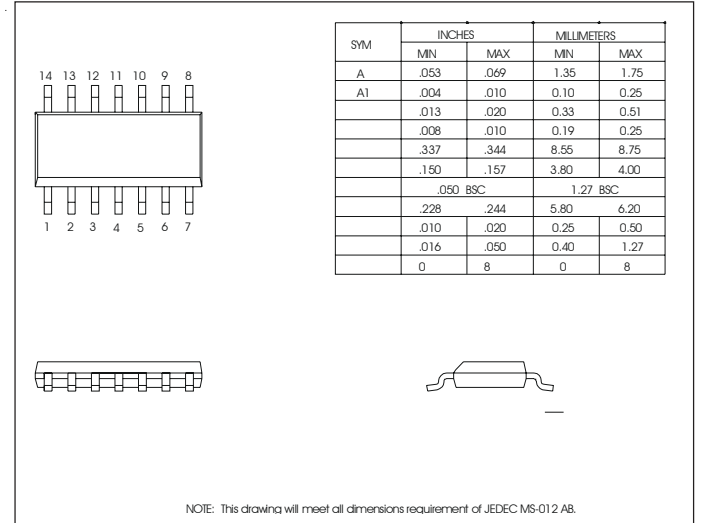 14 13 12 11 10 9 8
1 2 3 4 5 6 7
SYM INCHES MILLIMETERS
MIN MAX MIN MAX
A .053 .069 1.35 1.75
A1 .004 .010 0.10 0.25
.013 .020 0.33 0.51
.008 .010 0.19 0.25
.337 .344 8.55 8.75
.150 .157 3.80 4.00
.050 BSC 1.27 BSC
.228 .244 5.80 6.20
.010 .020 0.25 0.50
.016 .050 0.40 1.27
0 8 0 8
NOTE: This drawing will meet all dimensions requirement of JEDEC MS-012 AB.